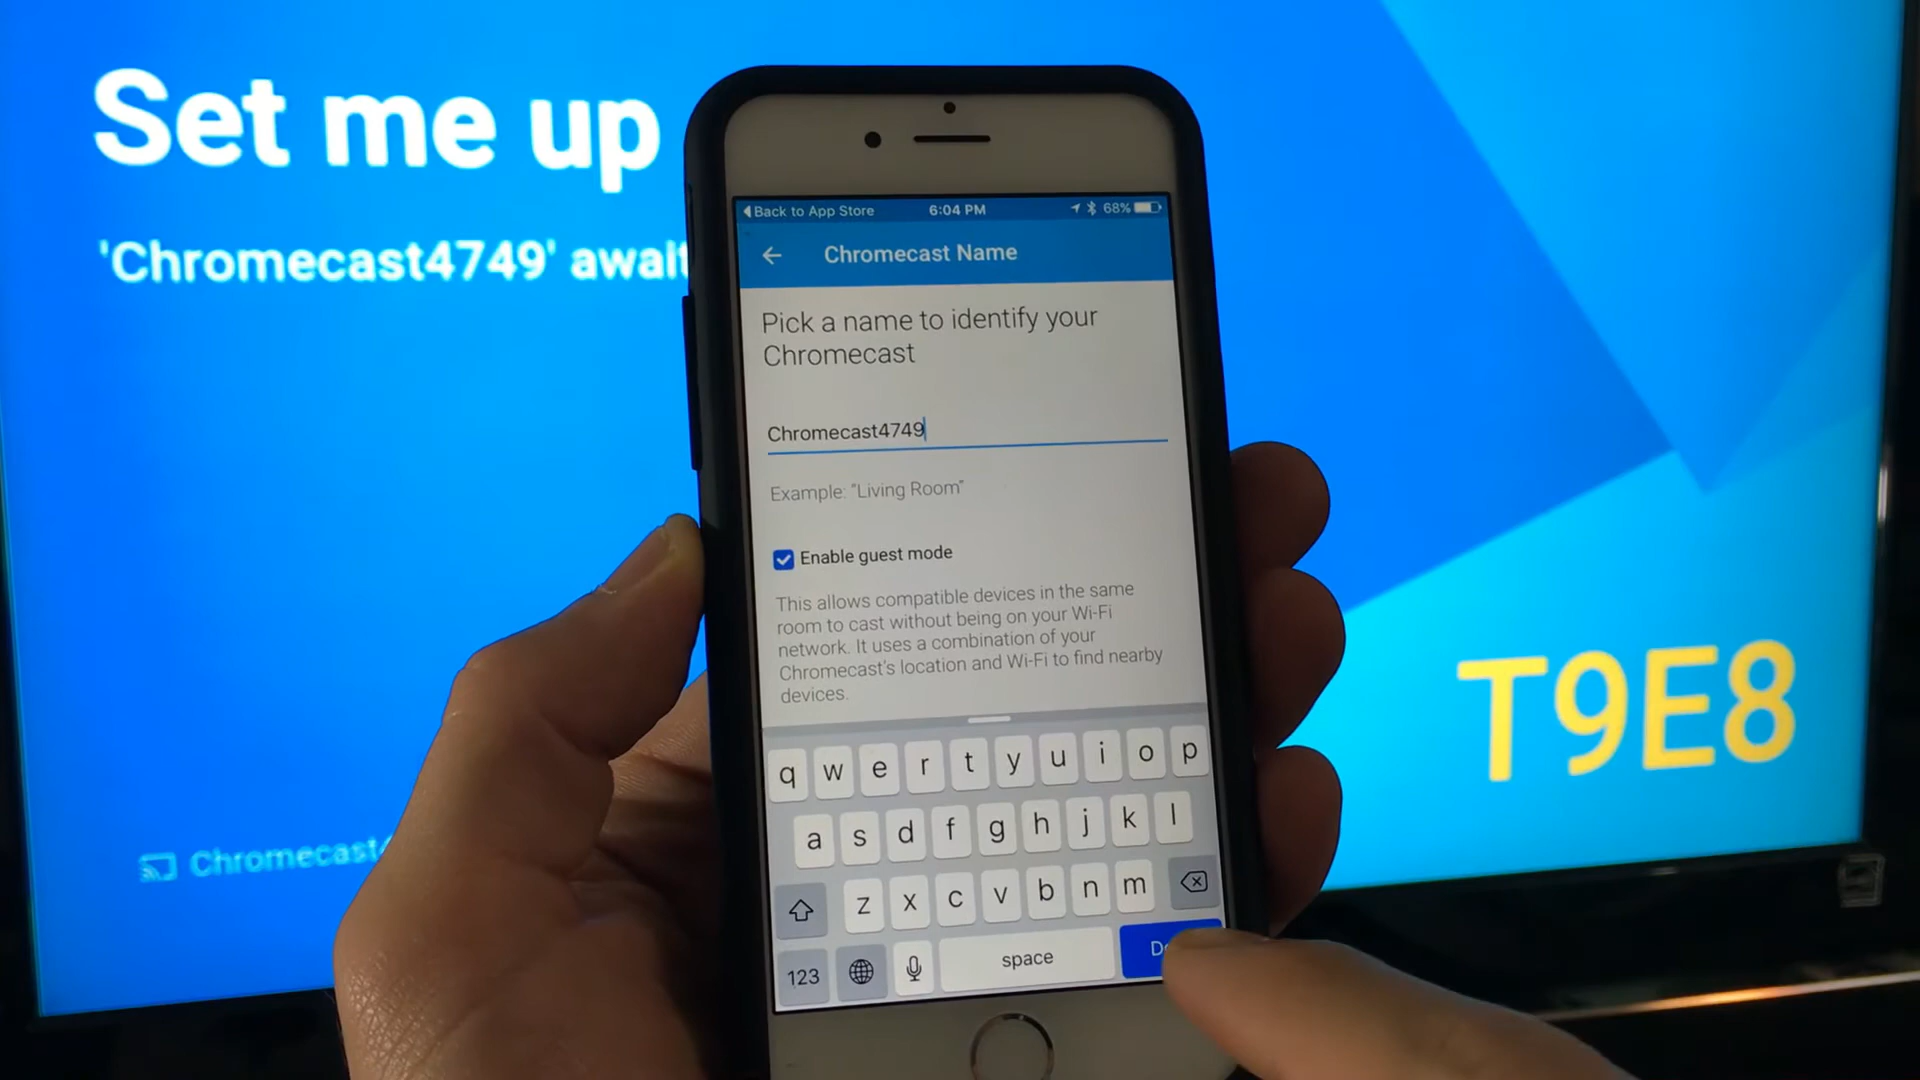 Set me up
'Chromecast4749'
Chromecast
T9E8
Back to App Store
6:04 PM
68%
Chromecast Name
Pick a name to identify your
Chromecast
Chromecast4749
Example: "Living Room"
Enable guest mode
This allows compatible devices in the same
room to cast without being on your Wi-Fi
network. It uses a combination of your
Chromecast's location and Wi-Fi to find nearby
devices.
q w e r t y u i o p
a s d f g h j k l
z x c v b n m
123 space